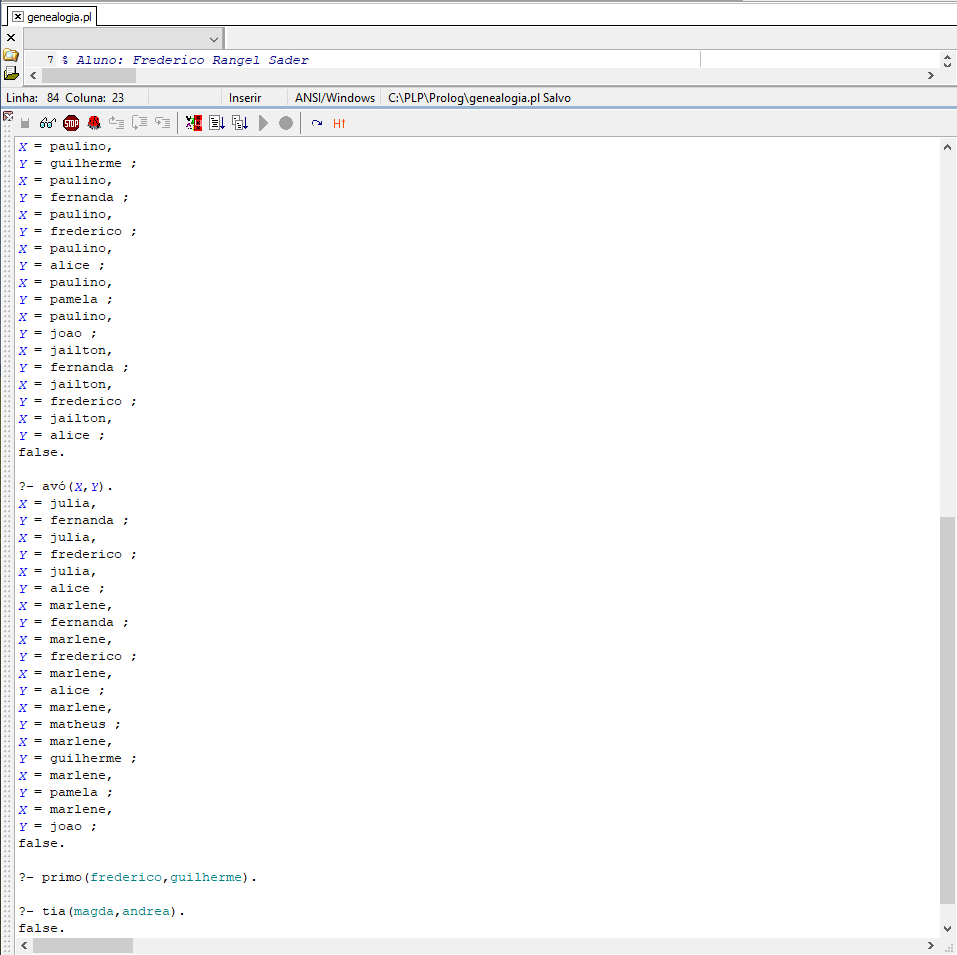 genealogia.pl
7 % Aluno: Frederico Rangel Sader
Linha: 84 Coluna: 23 Inserir ANSI/Windows C:\PLP\Prolog\genealogia.pl Salvo
STOP H↑
X = paulino,
Y = guilherme ;
X = paulino,
Y = fernanda ;
X = paulino,
Y = frederico ;
X = paulino,
Y = alice ;
X = paulino,
Y = pamela ;
X = paulino,
Y = joao ;
X = jailton,
Y = fernanda ;
X = jailton,
Y = frederico ;
X = jailton,
Y = alice ;
false.
?- avó(X,Y).
X = julia,
Y = fernanda ;
X = julia,
Y = frederico ;
X = julia,
Y = alice ;
X = marlene,
Y = fernanda ;
X = marlene,
Y = frederico ;
X = marlene,
Y = alice ;
X = marlene,
Y = matheus ;
X = marlene,
Y = guilherme ;
X = marlene,
Y = pamela ;
X = marlene,
Y = joao ;
false.
?- primo(frederico,guilherme).
?- tia(magda,andrea).
false.